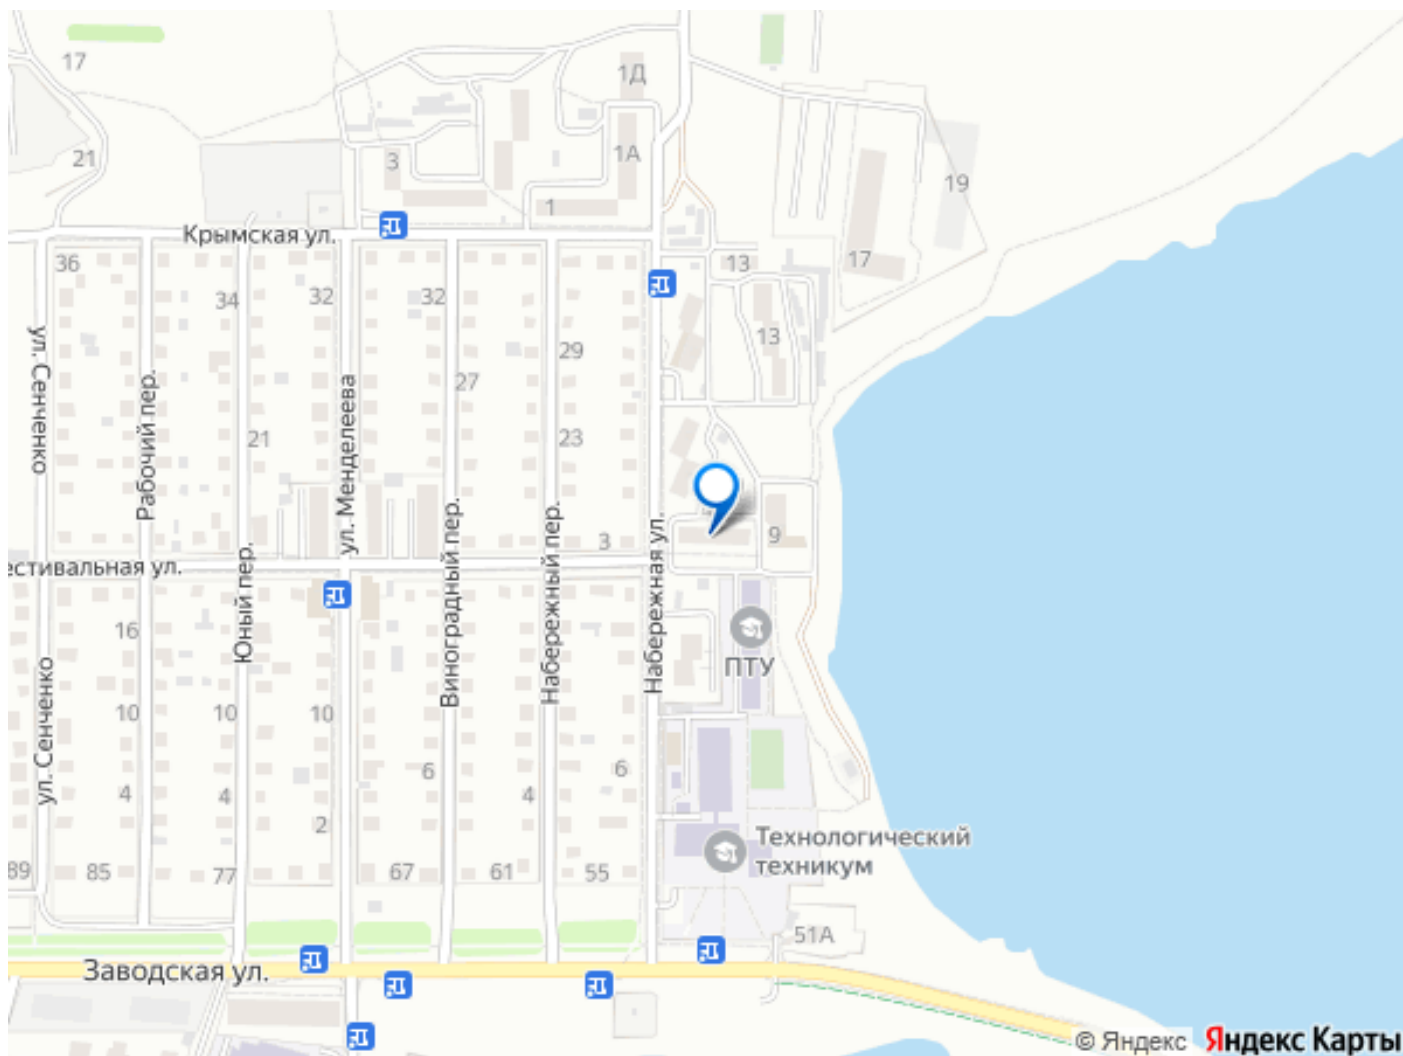 17
1Д
21
3
1А
19
1
Крымская ул.
36
13
17
34
32
32
13
29
27
ул. Сенченко
Рабочий пер.
ул. Менделеева
21
23
Виноградный пер.
Набережный пер.
Набережная ул.
3
9
естивальная ул.
Юный пер.
16
ПТУ
ул. Сенченко
10
10
10
6
6
4
4
4
2
Технологический
техникум
89
85
77
67
61
55
51А
Заводская ул.
© Яндекс Яндекс Карты